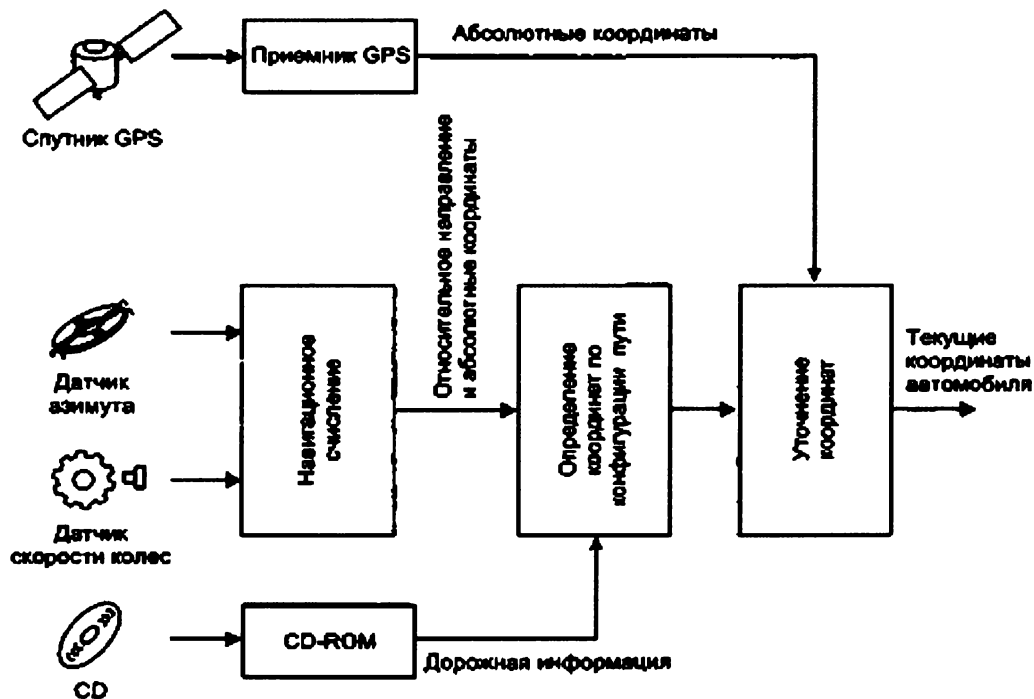 Абсолютные координаты
Приемник GPS
Спутник GPS
Относительное направление
и абсолютные координаты
Датчик
азимута
Датчик
скорости колес
Навигационное
счисление
Определение
координат по
конфигурации пути
Уточнение
координат
Текущие
координаты
автомобиля
CD-ROM
Дорожная информация
CD